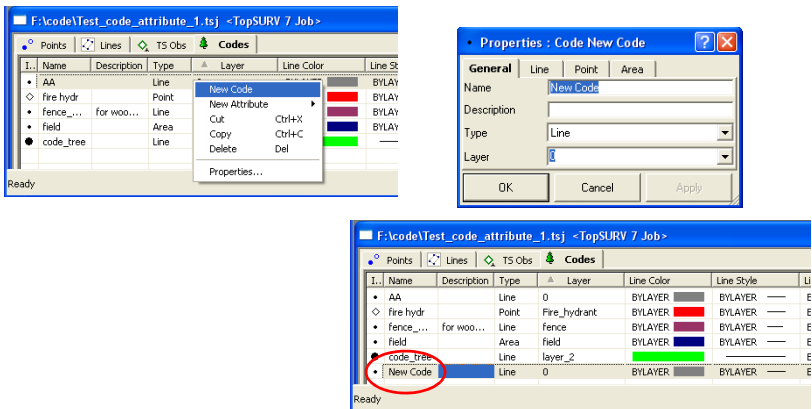 F:\code\Test_code_attribute_1.tsj <TopSURV 7 Job>
Points Lines TS Obs Codes
I.. Name Description Type Layer Line Color Line St
AA Line BYLAY
fire hydr Point BYLAY
fence_... for woo... Line BYLAY
field Area BYLAY
code_tree Line
New Code
New Attribute
Cut Ctrl+X
Copy Ctrl+C
Delete Del
Properties...
Ready
Properties : Code New Code
General Line Point Area
Name New Code
Description
Type Line
Layer 0
OK Cancel Apply
F:\code\Test_code_attribute_1.tsj <TopSURV 7 Job>
Points Lines TS Obs Codes
I.. Name Description Type Layer Line Color Line Style Li
AA Line 0 BYLAYER BYLAYER
fire hydr Point Fire_hydrant BYLAYER BYLAYER
fence_... for woo... Line fence BYLAYER BYLAYER
field Area field BYLAYER BYLAYER
code_tree Line layer_2
New Code Line 0 BYLAYER BYLAYER
Ready